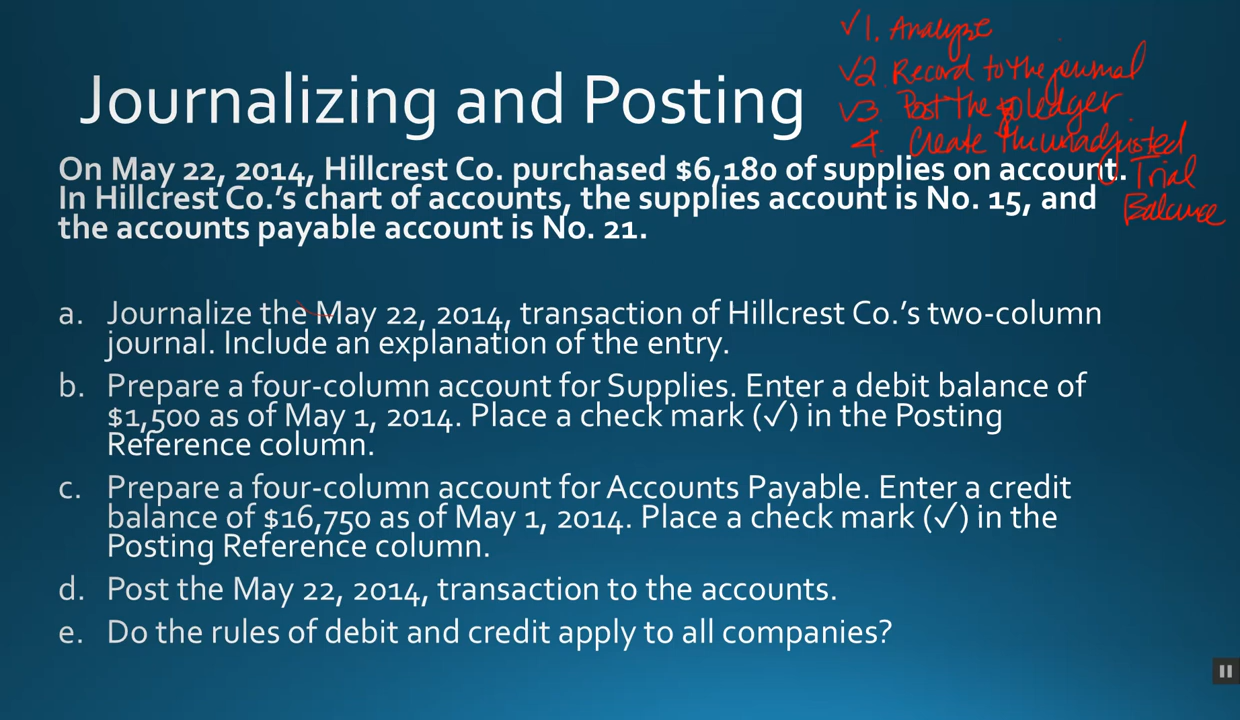 ✓1. Analyze
✓2. Record to the journal
Journalizing and Posting
✓3 Post the to ledger
4. Create the unadjusted
Trial
Balance
On May 22, 2014, Hillcrest Co. purchased $6,180 of supplies on account.
In Hillcrest Co.'s chart of accounts, the supplies account is No. 15, and
the accounts payable account is No. 21.
a. Journalize the May 22, 2014, transaction of Hillcrest Co.'s two-column
journal. Include an explanation of the entry.
b. Prepare a four-column account for Supplies. Enter a debit balance of
$1,500 as of May 1, 2014. Place a check mark (✓) in the Posting
Reference column.
c. Prepare a four-column account for Accounts Payable. Enter a credit
balance of $16,750 as of May 1, 2014. Place a check mark (✓) in the
Posting Reference column.
d. Post the May 22, 2014, transaction to the accounts.
e. Do the rules of debit and credit apply to all companies?